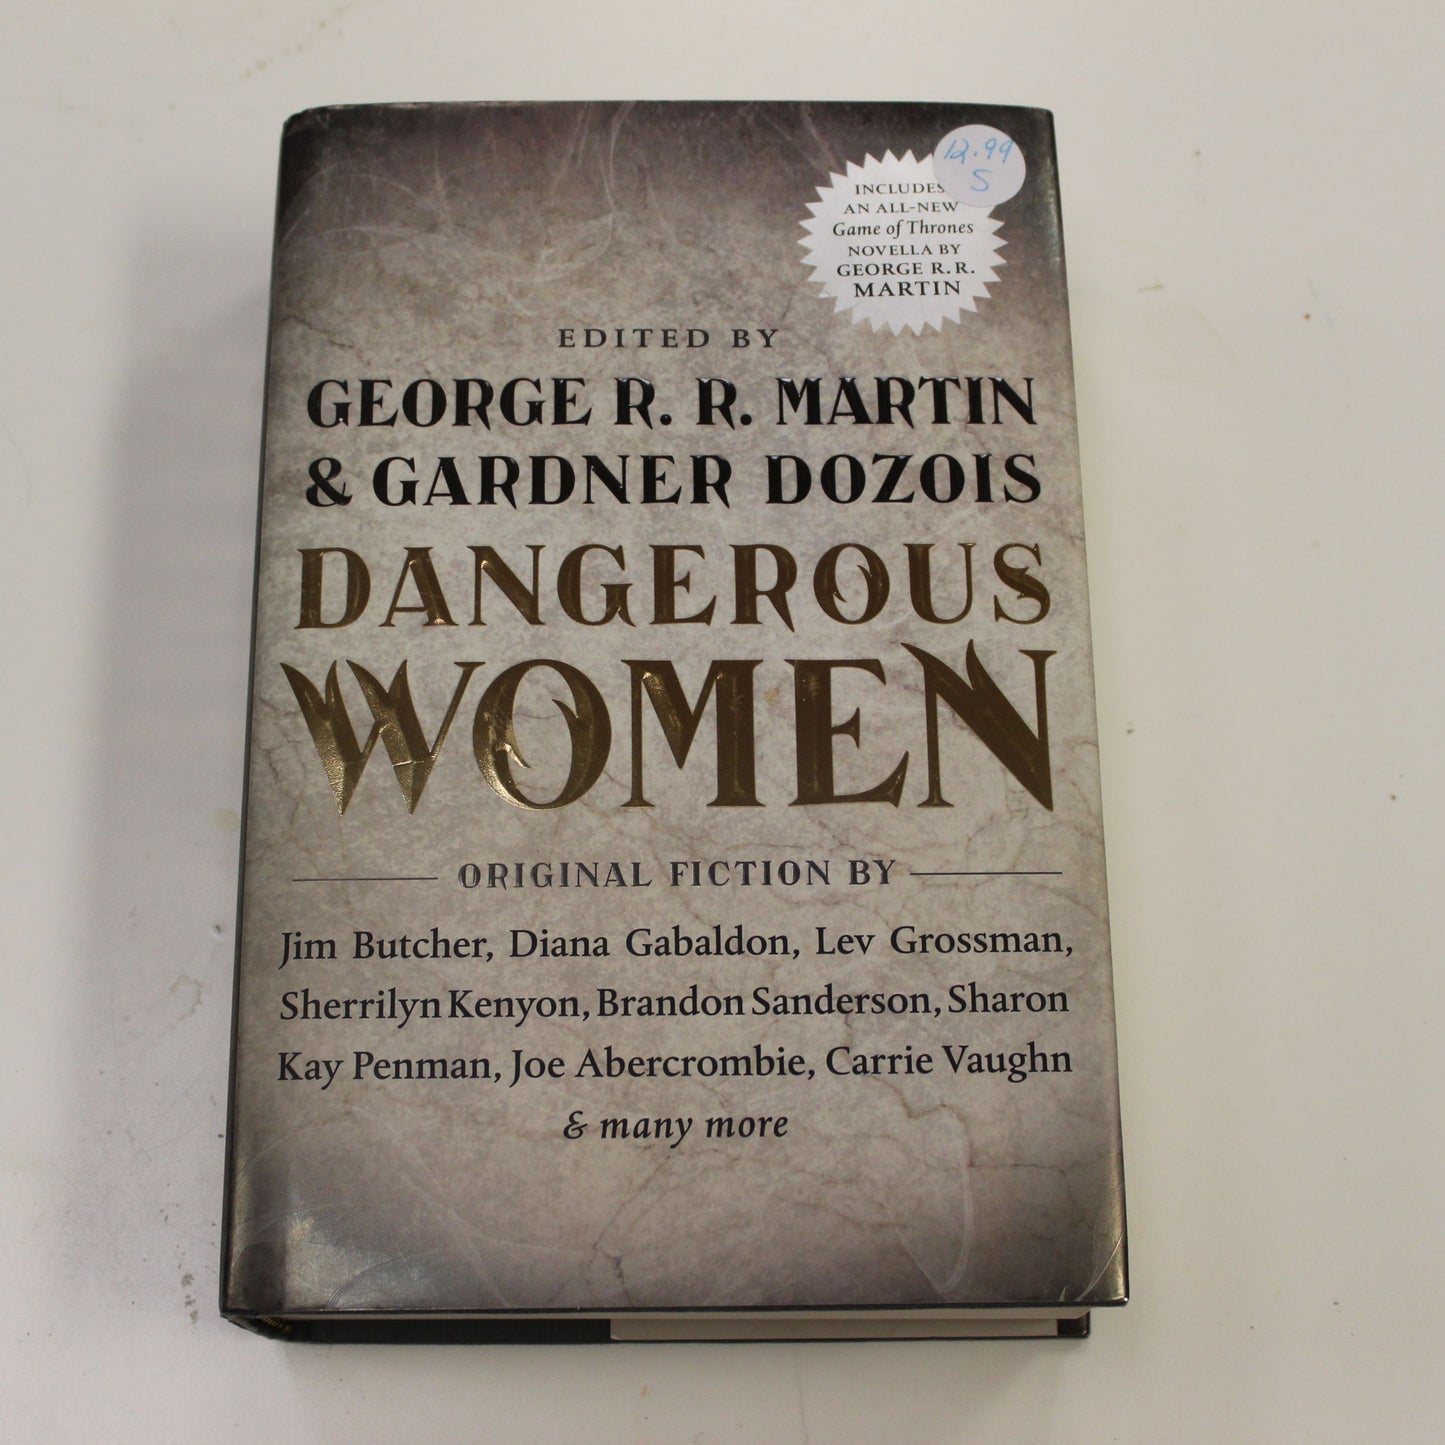 12.99
S
INCLUDES
AN ALL-NEW
Game of Thrones
NOVELLA BY
GEORGE R. R.
MARTIN
EDITED BY
GEORGE R. R. MARTIN
& GARDNER DOZOIS
DANGEROUS
WOMEN
ORIGINAL FICTION BY
Jim Butcher, Diana Gabaldon, Lev Grossman,
Sherrilyn Kenyon, Brandon Sanderson, Sharon
Kay Penman, Joe Abercrombie, Carrie Vaughn
& many more